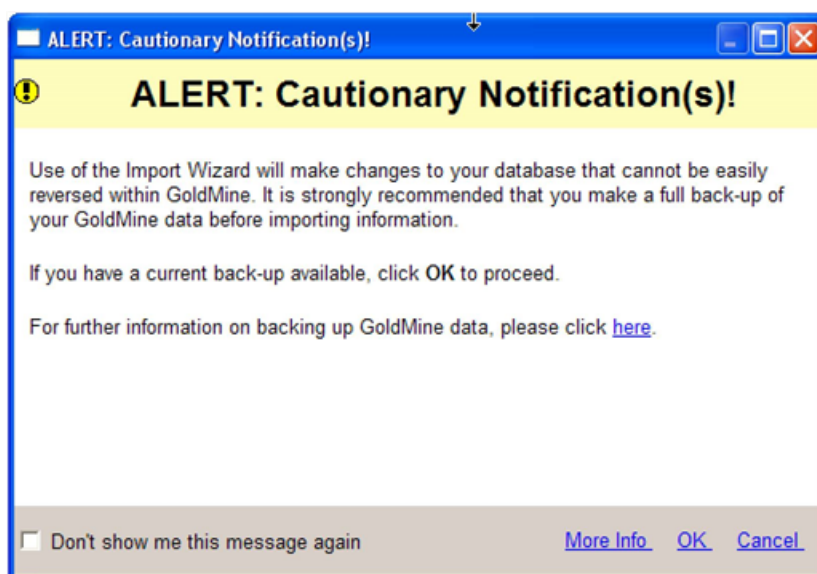 ALERT: Cautionary Notification(s)!
ALERT: Cautionary Notification(s)!
Use of the Import Wizard will make changes to your database that cannot be easily
reversed within GoldMine. It is strongly recommended that you make a full back-up of
your GoldMine data before importing information.
If you have a current back-up available, click OK to proceed.
For further information on backing up GoldMine data, please click here.
Don't show me this message again
More Info OK Cancel